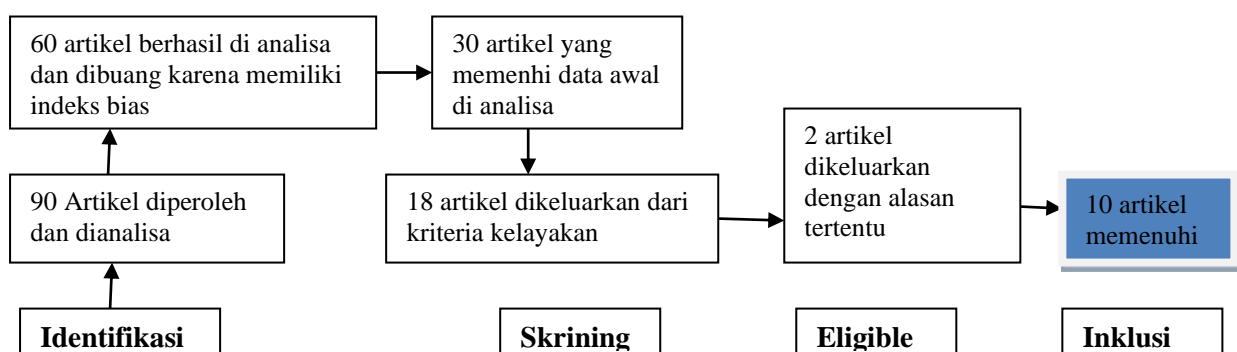 60 artikel berhasil di analisa
dan dibuang karena memiliki
indeks bias
30 artikel yang
memenhi data awal
di analisa
2 artikel
dikeluarkan
dengan alasan
tertentu
90 Artikel diperoleh
dan dianalisa
18 artikel dikeluarkan dari
kriteria kelayakan
10 artikel
memenuhi
Identifikasi
Skrining
Eligible
Inklusi